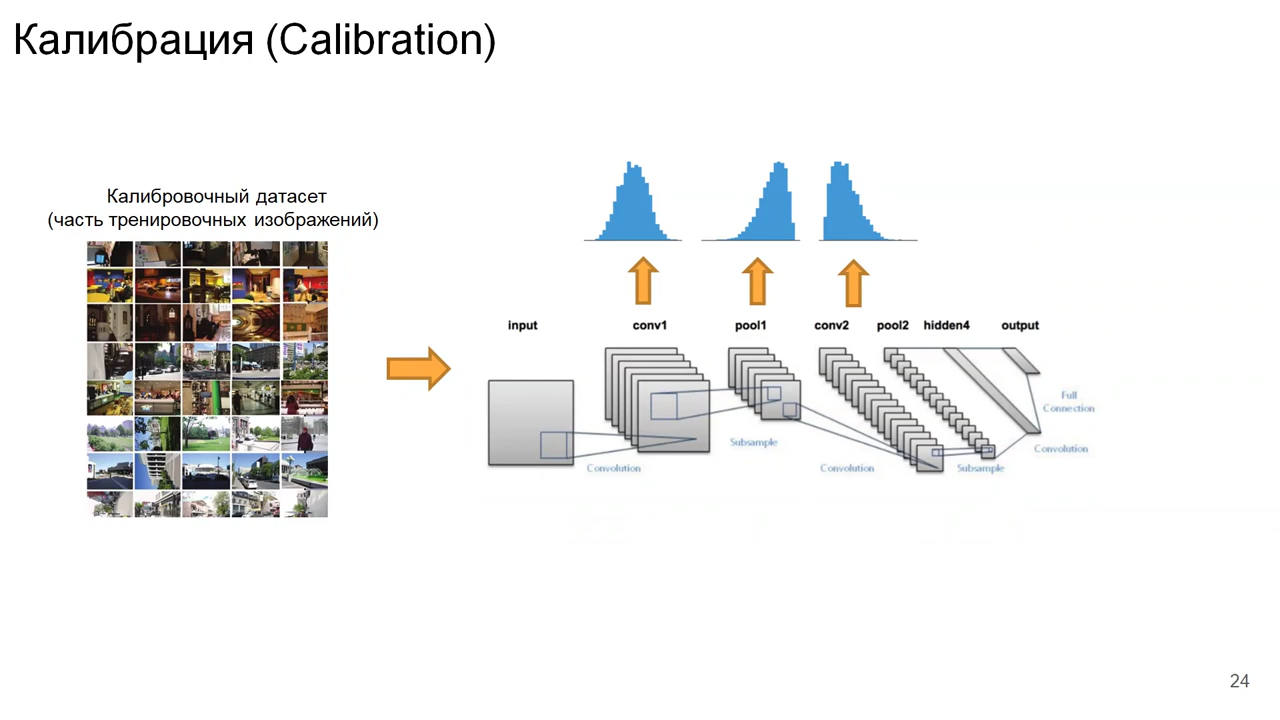 Калибрация (Calibration)
Калибровочный датасет
(часть тренировочных изображений)
input
conv1
pool1
conv2
pool2
hidden4
output
Full
Connection
Subsample
Convolution
Convolution
Convolution
Subsample
24